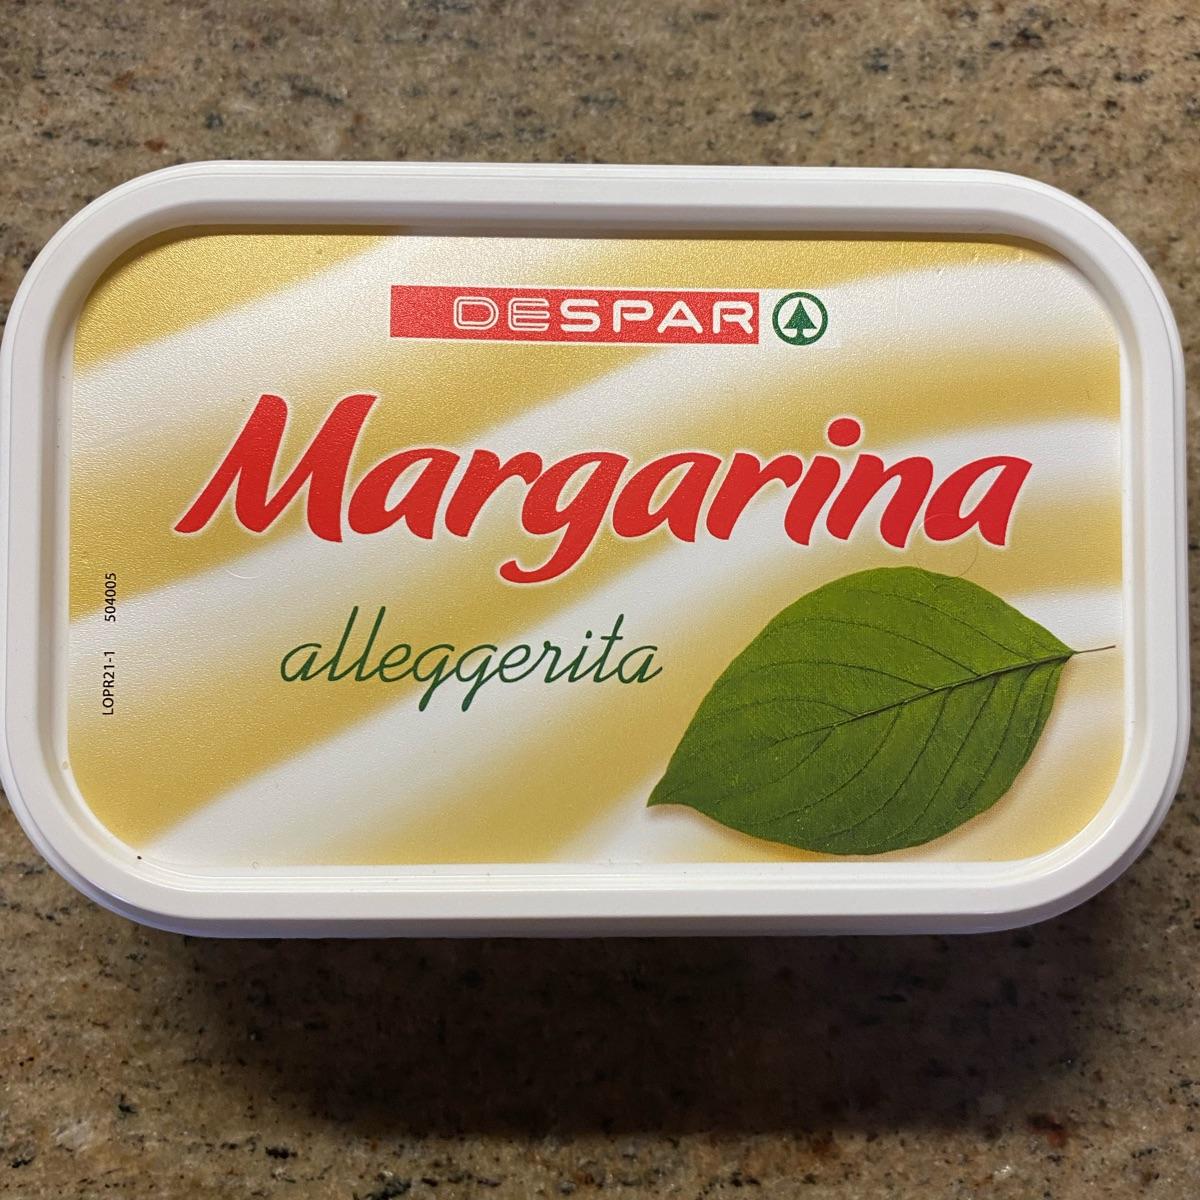 DESPAR
Margarina
alleggerita
LOPR21-1 504005